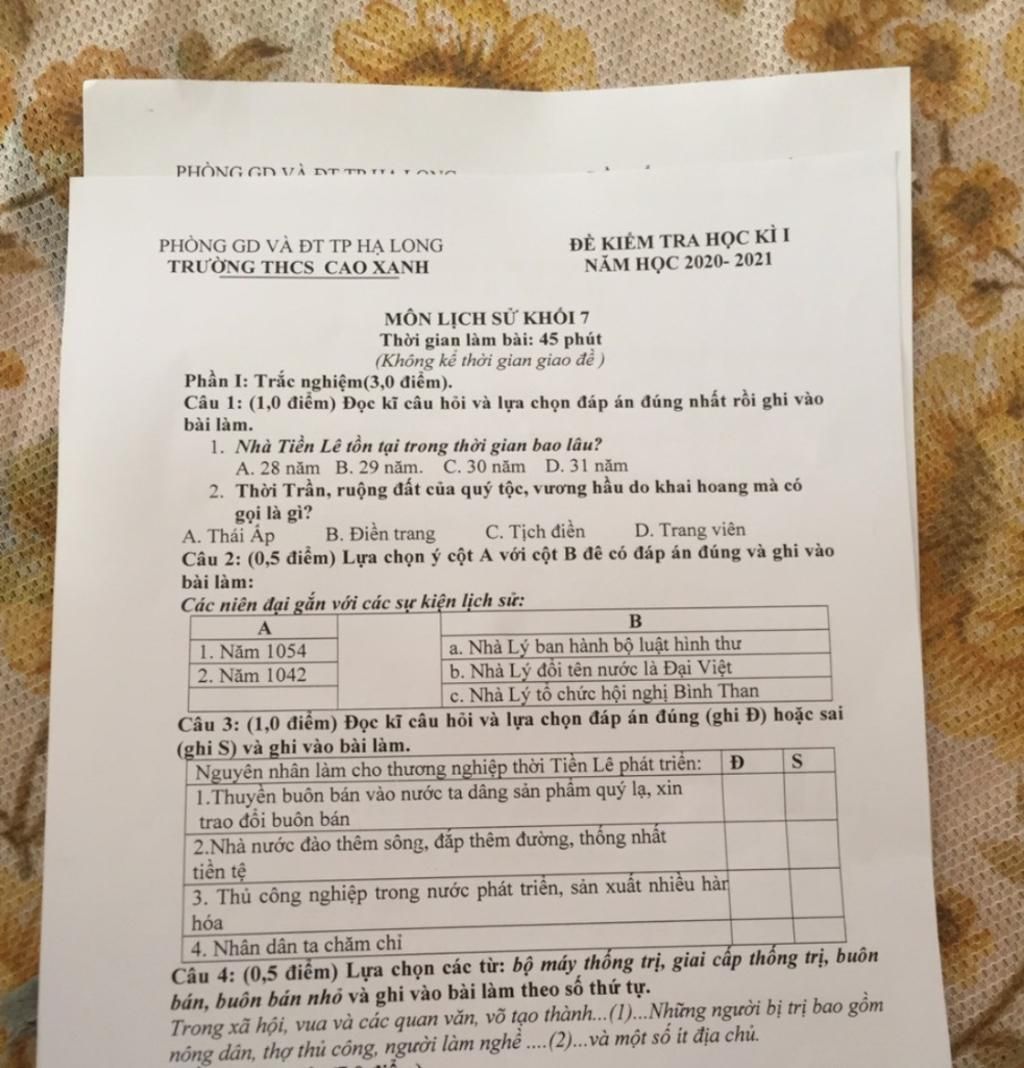 PHÒNG GD VÀ ĐT TP HẠ LONG
PHÒNG GD VÀ ĐT TP HẠ LONG
ĐỀ KIỂM TRA HỌC KÌ I
TRƯỜNG THCS CAO XANH
NĂM HỌC 2020- 2021
MÔN LỊCH SỬ KHỐI 7
Thời gian làm bài: 45 phút
(Không kể thời gian giao đề )
Phần I: Trắc nghiệm(3,0 điểm).
Câu 1: (1,0 điểm) Đọc kĩ câu hỏi và lựa chọn đáp án đúng nhất rồi ghi vào
bài làm.
1. Nhà Tiền Lê tồn tại trong thời gian bao lâu?
A. 28 năm B. 29 năm. C. 30 năm D. 31 năm
2. Thời Trần, ruộng đất của quý tộc, vương hầu do khai hoang mà có
gọi là gì?
A. Thái Ấp B. Điền trang C. Tịch điền D. Trang viên
Câu 2: (0,5 điểm) Lựa chọn ý cột A với cột B đê có đáp án đúng và ghi vào
bài làm:
Các niên đại gắn với các sự kiện lịch sử:
A B
1. Năm 1054 a. Nhà Lý ban hành bộ luật hình thư
2. Năm 1042 b. Nhà Lý đổi tên nước là Đại Việt
c. Nhà Lý tổ chức hội nghị Bình Than
Câu 3: (1,0 điểm) Đọc kĩ câu hỏi và lựa chọn đáp án đúng (ghi Đ) hoặc sai
(ghi S) và ghi vào bài làm.
Nguyên nhân làm cho thương nghiệp thời Tiền Lê phát triển: Đ S
1.Thuyền buôn bán vào nước ta dâng sản phẩm quý lạ, xin
trao đổi buôn bán
2.Nhà nước đào thêm sông, đắp thêm đường, thống nhất
tiền tệ
3. Thủ công nghiệp trong nước phát triển, sản xuất nhiều hàn
hóa
4. Nhân dân ta chăm chỉ
Câu 4: (0,5 điểm) Lựa chọn các từ: bộ máy thống trị, giai cấp thống trị, buôn
bán, buôn bán nhỏ và ghi vào bài làm theo số thứ tự.
Trong xã hội, vua và các quan văn, võ tạo thành...(1)...Những người bị trị bao gồm
nông dân, thợ thủ công, người làm nghề ....(2)...và một số ít địa chủ.